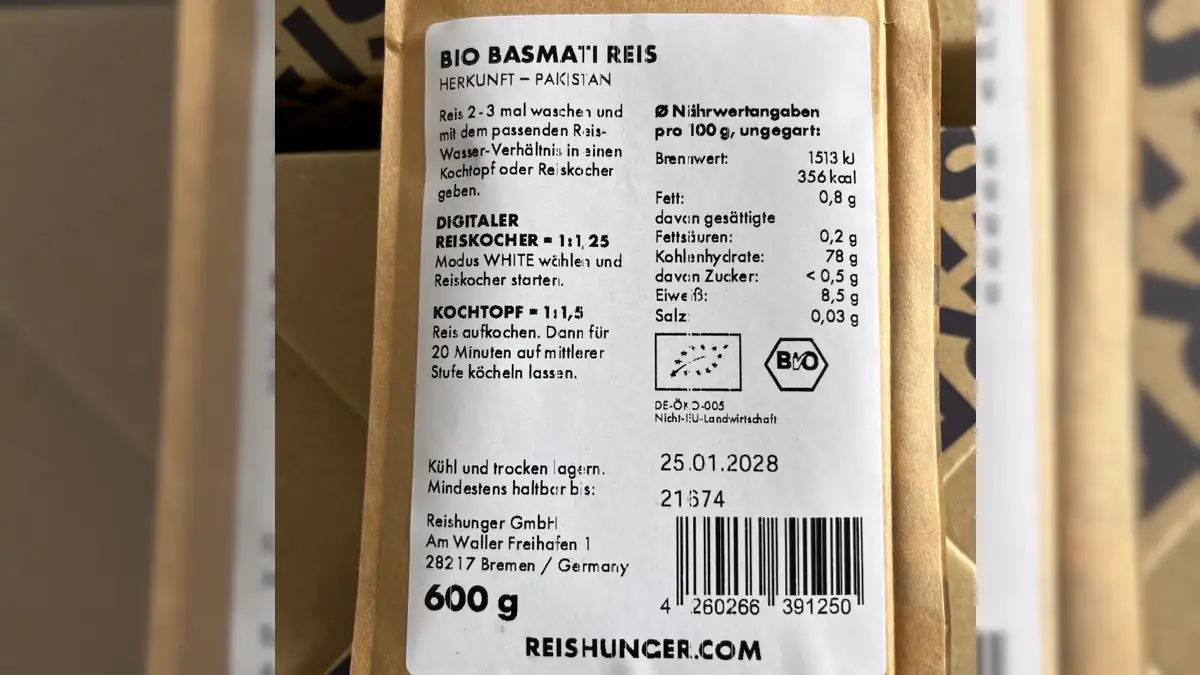 BIO BASMATI REIS
HERKUNFT – PAKISTAN
Reis 2-3 mal waschen und
mit dem passenden Reis-
Wasser-Verhältnis in einen
Kochtopf oder Reiskocher
geben.
DIGITALER
REISKOCHER = 1:1,25
Modus WHITE wählen und
Reiskocher starten.
KOCHTOPF = 1:1,5
Reis aufkochen. Dann für
20 Minuten auf mittlerer
Stufe köcheln lassen.
Ø Nährwertangaben
pro 100 g, ungegart:
Brennwert: 1513 kJ
356 kcal
Fett: 0,8 g
davon gesättigte
Fettsäuren: 0,2 g
Kohlenhydrate: 78 g
davon Zucker: < 0,5 g
Eiweiß: 8,5 g
Salz: 0,03 g
BIO
DE-ÖKO-005
Nicht-EU-Landwirtschaft
Kühl und trocken lagern.
Mindestens haltbar bis:
25.01.2028
21674
Reishunger GmbH
Am Waller Freihafen 1
28217 Bremen / Germany
600 g
4 260266 391250
REISHUNGER.COM